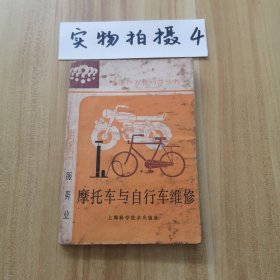 实物拍摄4
服务业
摩托车与自行车维修
上海科学技术出版社